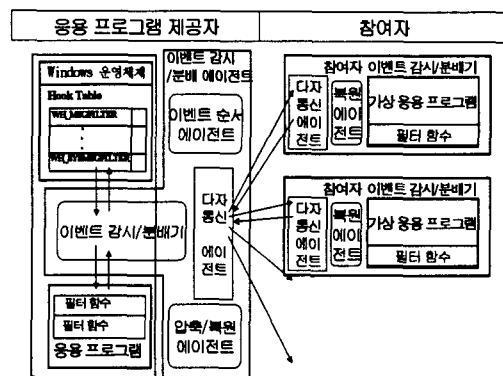 응용 프로그램 제공자
참여자
Windows 운영체제
Hook Table
WH_MSGFILTER
이벤트 감시/분배기
필터 함수
필터 함수
응용 프로그램
이벤트 감시
/분배 에이전트
이벤트 순서
에이전트
다자
통신
에이
전트
압축/복원
에이전트
참여자 이벤트 감시/분배기
다자
통신
에이
전트
복원
에이
전트
가상 응용 프로그램
필터 함수
참여자 이벤트 감시/분배기
다자
통신
에이
전트
복원
에이
전트
가상 응용 프로그램
필터 함수